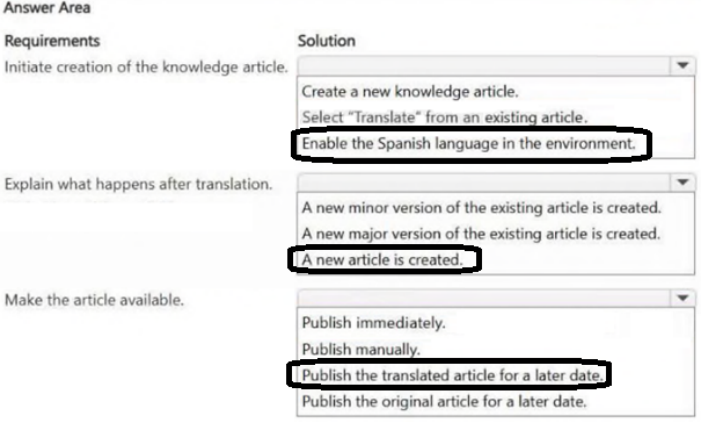 Answer Area
Requirements Solution
Initiate creation of the knowledge article.
Create a new knowledge article.
Select "Translate" from an existing article.
Enable the Spanish language in the environment.
Explain what happens after translation.
A new minor version of the existing article is created.
A new major version of the existing article is created.
A new article is created.
Make the article available.
Publish immediately.
Publish manually.
Publish the translated article for a later date.
Publish the original article for a later date.